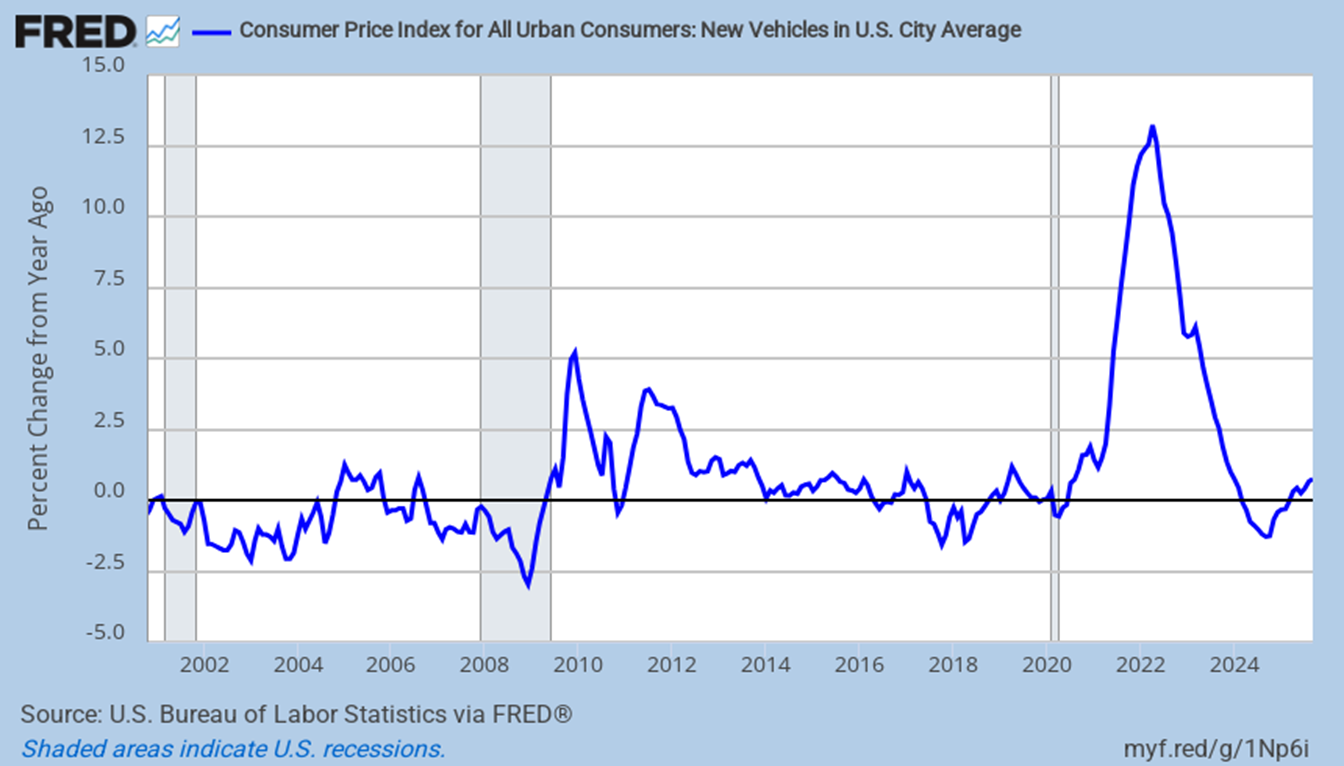 FRED
Consumer Price Index for All Urban Consumers: New Vehicles in U.S. City Average
15.0
12.5
10.0
7.5
5.0
2.5
0.0
-2.5
-5.0
Percent Change from Year Ago
2002 2004 2006 2008 2010 2012 2014 2016 2018 2020 2022 2024
Source: U.S. Bureau of Labor Statistics via FRED®
Shaded areas indicate U.S. recessions.
myf.red/g/1Np6i